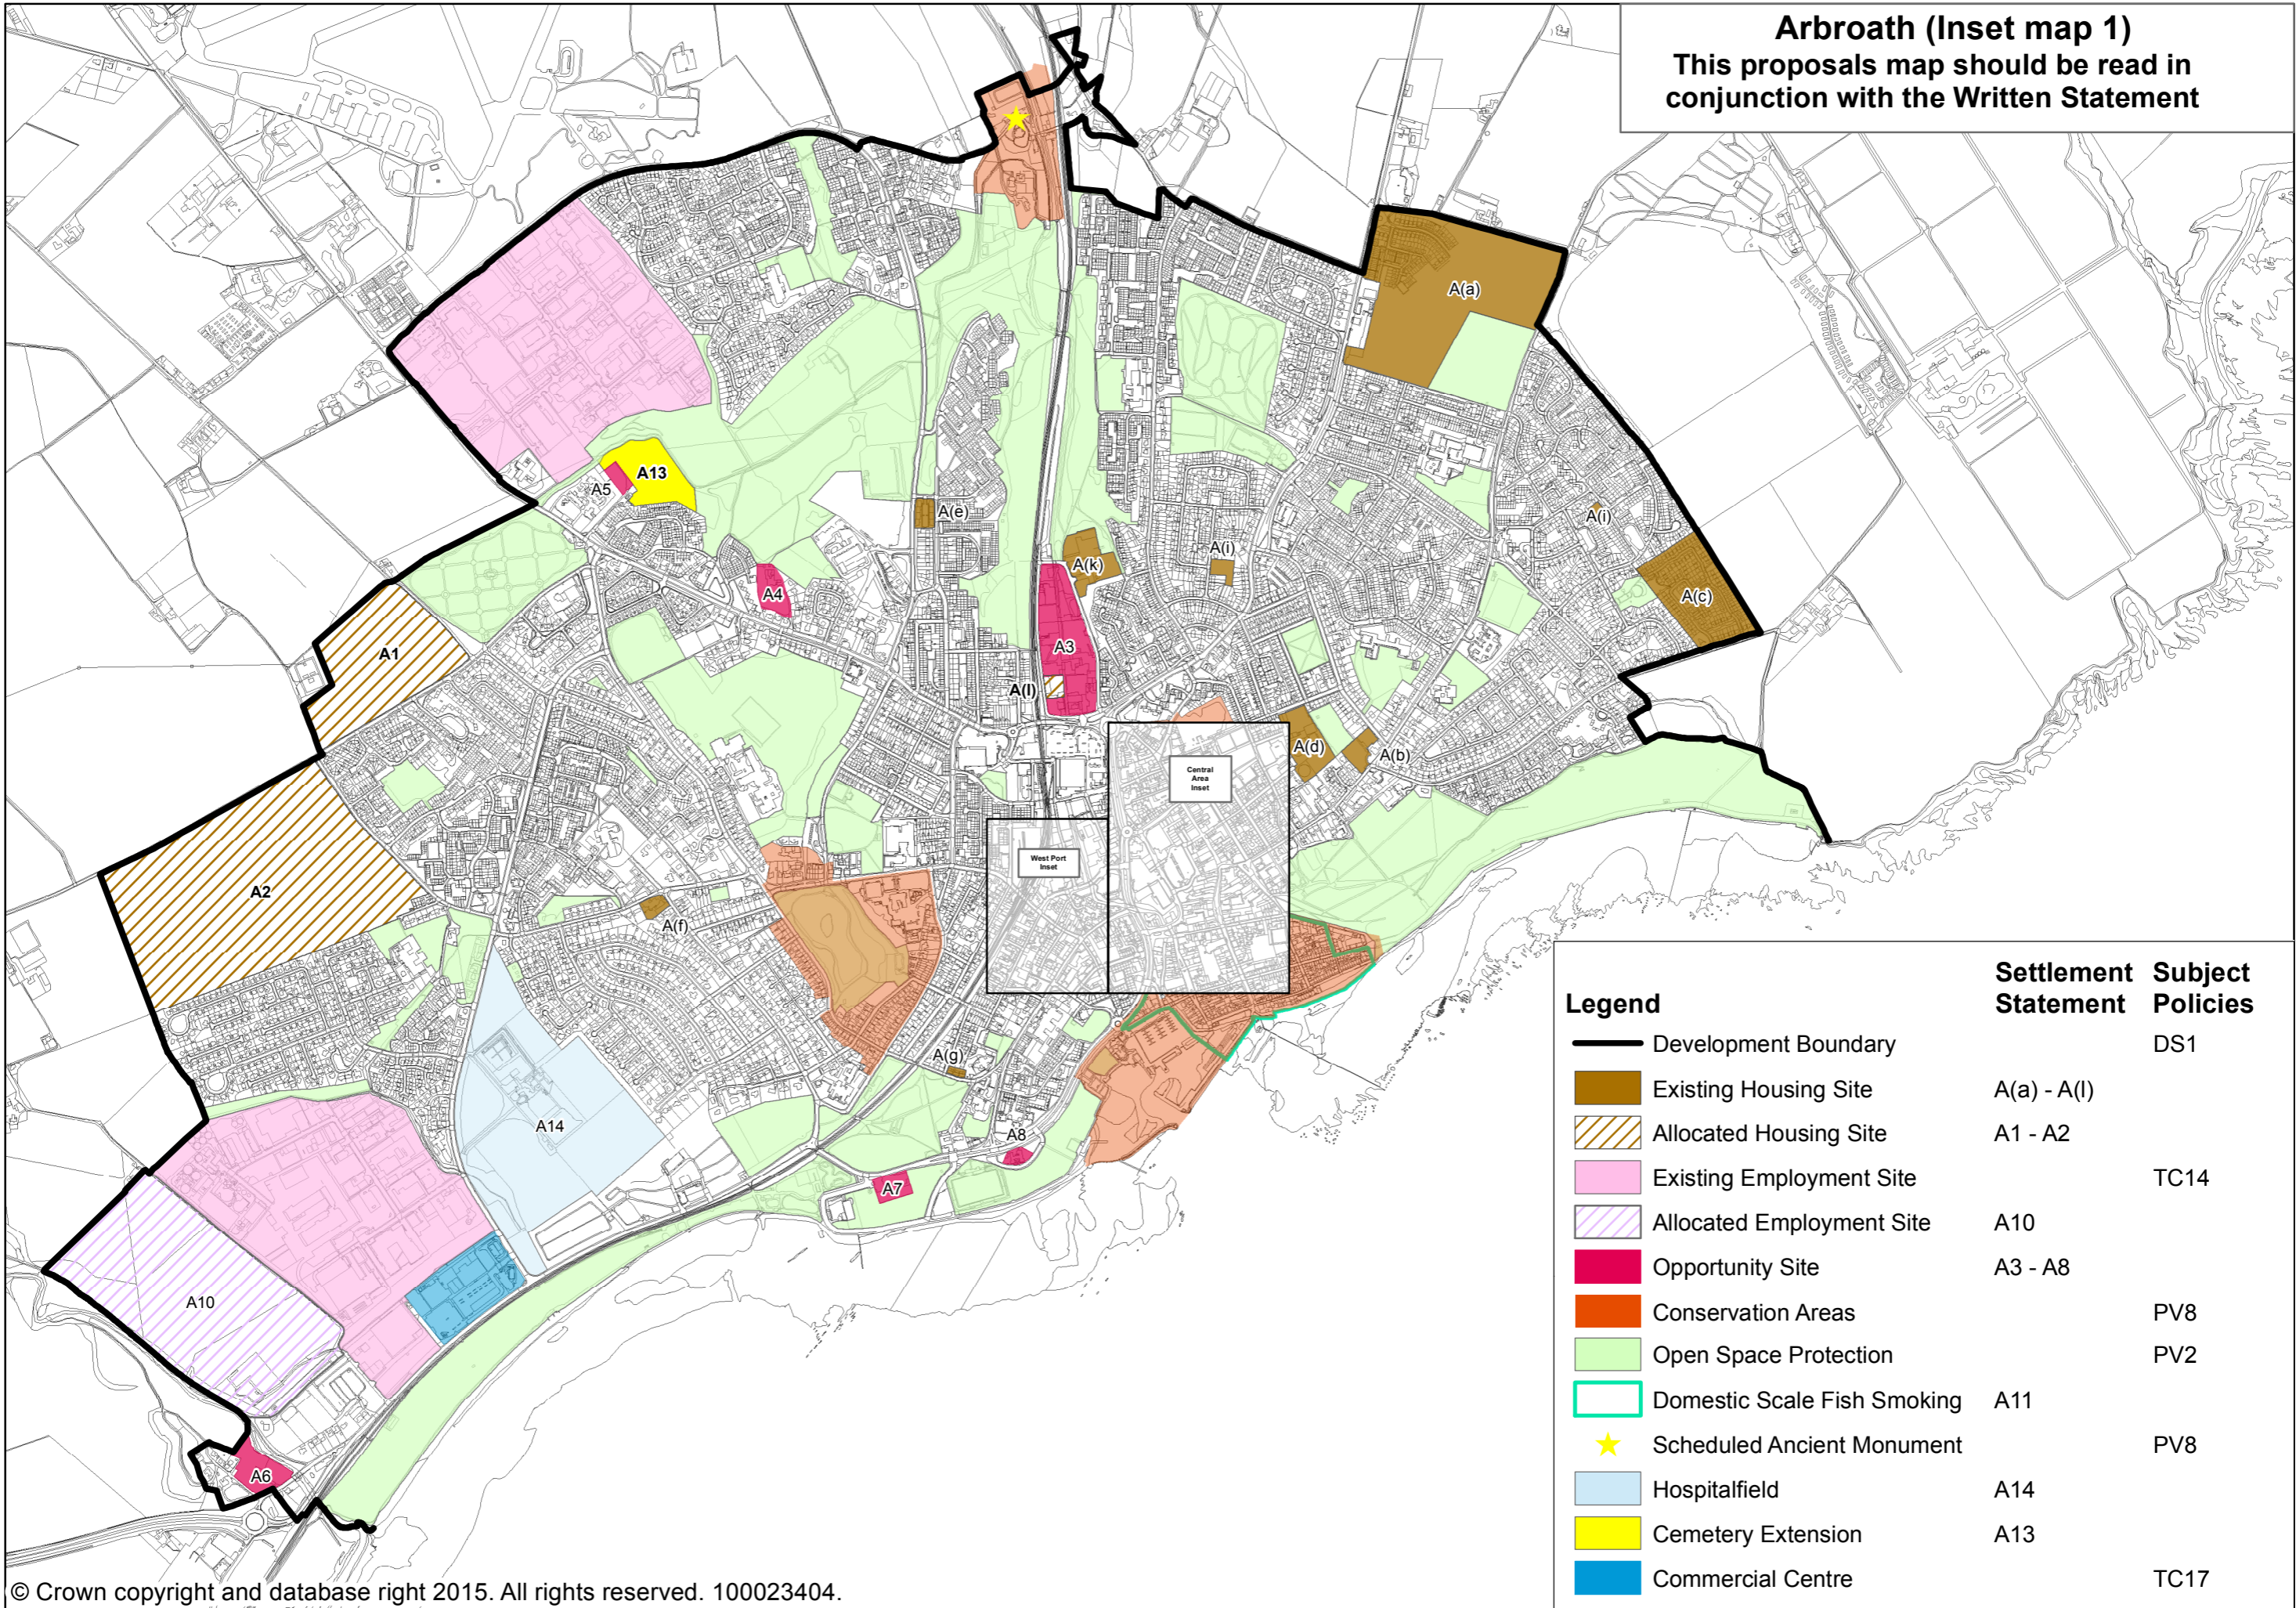 Arbroath (Inset map 1)
This proposals map should be read in
conjunction with the Written Statement
A(a)
A13
A5
A(e)
A(i)
A(i)
A(k)
A4
A(c)
A3
A1
A(l)
A(d)
A(b)
Central
Area
Inset
West Port
Inset
A2
A(f)
A(g)
A14
A8
A7
A10
A6
Legend
Settlement Statement
Subject Policies
Development Boundary DS1
Existing Housing Site A(a) - A(l)
Allocated Housing Site A1 - A2
Existing Employment Site TC14
Allocated Employment Site A10
Opportunity Site A3 - A8
Conservation Areas PV8
Open Space Protection PV2
Domestic Scale Fish Smoking A11
Scheduled Ancient Monument PV8
Hospitalfield A14
Cemetery Extension A13
Commercial Centre TC17
© Crown copyright and database right 2015. All rights reserved. 100023404.